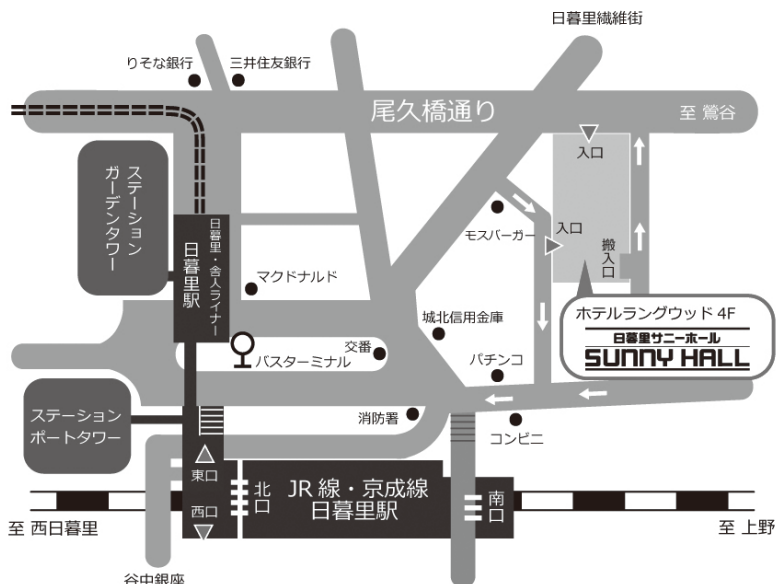 日暮里繊維街
りそな銀行
三井住友銀行
尾久橋通り
至 鶯谷
ステーション
ガーデンタワー
日暮里・舎人ライナー
日暮里駅
入口
入口
搬入口
モスバーガー
マクドナルド
ホテルラングウッド 4F
日暮里サニーホール
SUNNY HALL
城北信用金庫
交番
バスターミナル
パチンコ
ステーション
ポートタワー
消防署
コンビニ
東口
西口
北口
JR 線・京成線
日暮里駅
南口
至 西日暮里
至 上野
谷中銀座